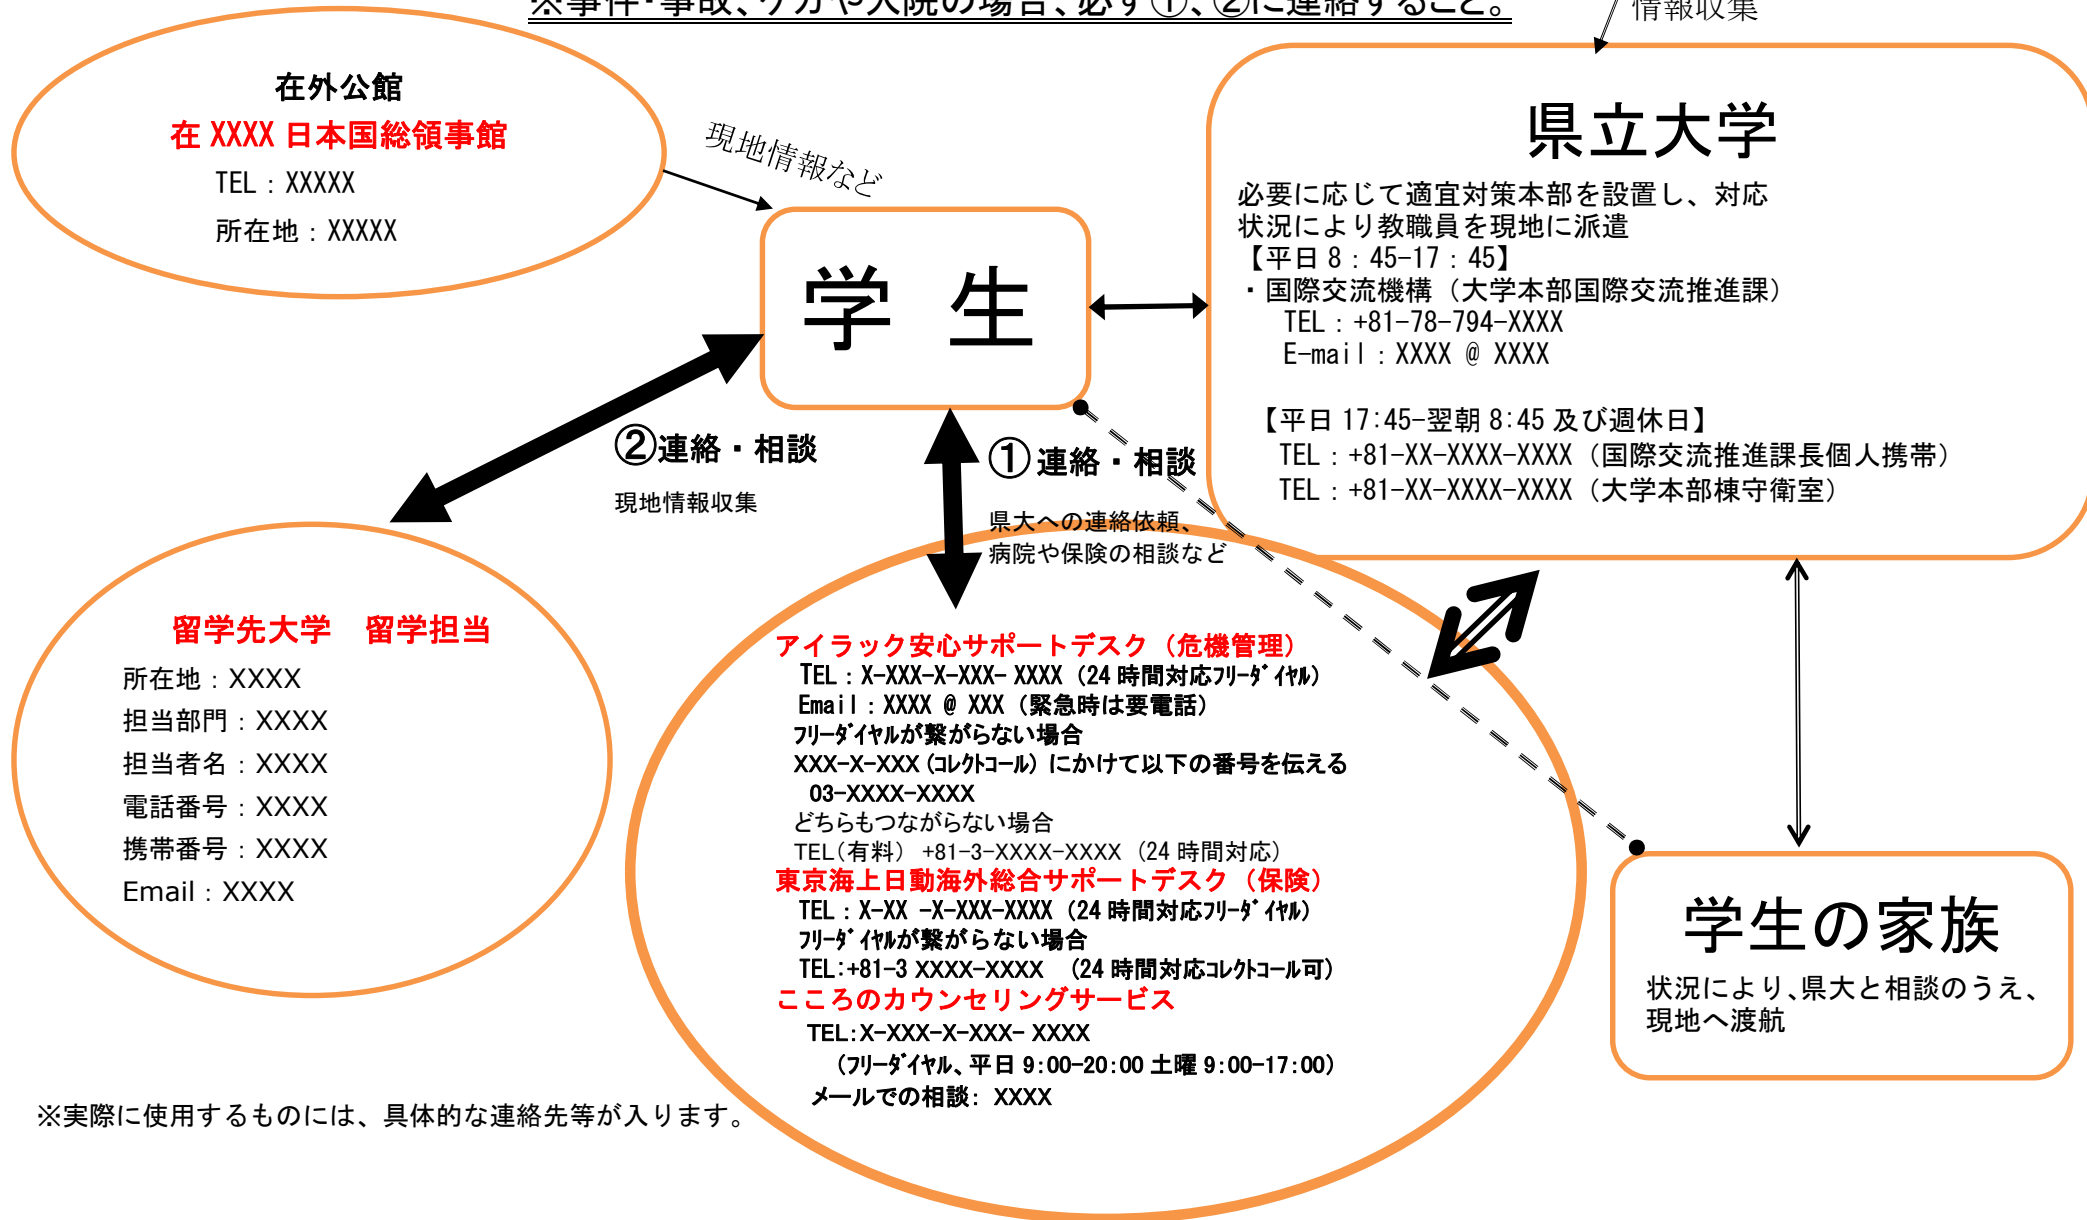 ※事件・事故、ケガや入院の場合、必ず①、②に連絡すること。
情報収集
在外公館
在 XXXX 日本国総領事館
TEL：XXXXX
所在地：XXXXX
現地情報など
学 生
県立大学
必要に応じて適宜対策本部を設置し、対応
状況により教職員を現地に派遣
【平日 8：45-17：45】
・国際交流機構（大学本部国際交流推進課）
TEL：+81-78-794-XXXX
E-mail：XXXX @ XXXX
【平日 17:45-翌朝 8:45 及び週休日】
TEL：+81-XX-XXXX-XXXX（国際交流推進課長個人携帯）
TEL：+81-XX-XXXX-XXXX（大学本部棟守衛室）
②連絡・相談
現地情報収集
①連絡・相談
県大への連絡依頼、
病院や保険の相談など
留学先大学　留学担当
所在地：XXXX
担当部門：XXXX
担当者名：XXXX
電話番号：XXXX
携帯番号：XXXX
Email：XXXX
アイラック安心サポートデスク（危機管理）
TEL：X-XXX-X-XXX- XXXX（24 時間対応ﾌﾘｰﾀﾞｲﾔﾙ）
Email：XXXX @ XXX（緊急時は要電話）
ﾌﾘｰﾀﾞｲﾔﾙが繋がらない場合
XXX-X-XXX（ｺﾚｸﾄｺｰﾙ）にかけて以下の番号を伝える
03-XXXX-XXXX
どちらもつながらない場合
TEL（有料） +81-3-XXXX-XXXX（24 時間対応）
東京海上日動海外総合サポートデスク（保険）
TEL：X-XX -X-XXX-XXXX（24 時間対応ﾌﾘｰﾀﾞｲﾔﾙ）
ﾌﾘｰﾀﾞｲﾔﾙが繋がらない場合
TEL:+81-3 XXXX-XXXX （24 時間対応ｺﾚｸﾄｺｰﾙ可）
こころのカウンセリングサービス
TEL:X-XXX-X-XXX- XXXX
（ﾌﾘｰﾀﾞｲﾔﾙ、平日 9:00-20:00 土曜 9:00-17:00）
メールでの相談: XXXX
学生の家族
状況により、県大と相談のうえ、
現地へ渡航
※実際に使用するものには、具体的な連絡先等が入ります。